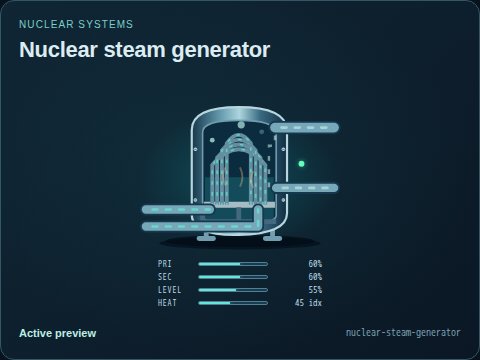 NUCLEAR SYSTEMS
Nuclear steam generator
PRI 60%
SEC 60%
LEVEL 55%
HEAT 45 idx
Active preview nuclear-steam-generator